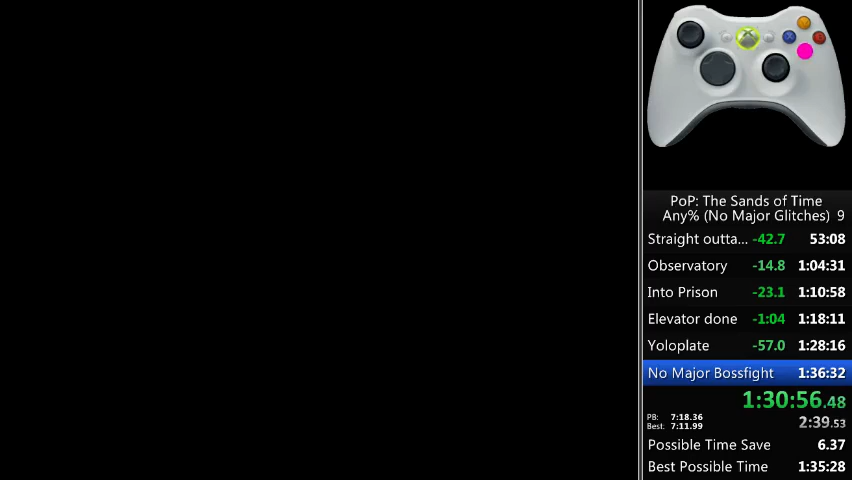 PoP: The Sands of Time
Any% (No Major Glitches) 9
Straight outta... -42.7 53:08
Observatory -14.8 1:04:31
Into Prison -23.1 1:10:58
Elevator done -1:04 1:18:11
Yoloplate -57.0 1:28:16
No Major Bossfight 1:36:32
1:30:56.48
PB: 7:18.36
Best: 7:11.99
2:39.53
Possible Time Save 6.37
Best Possible Time 1:35:28